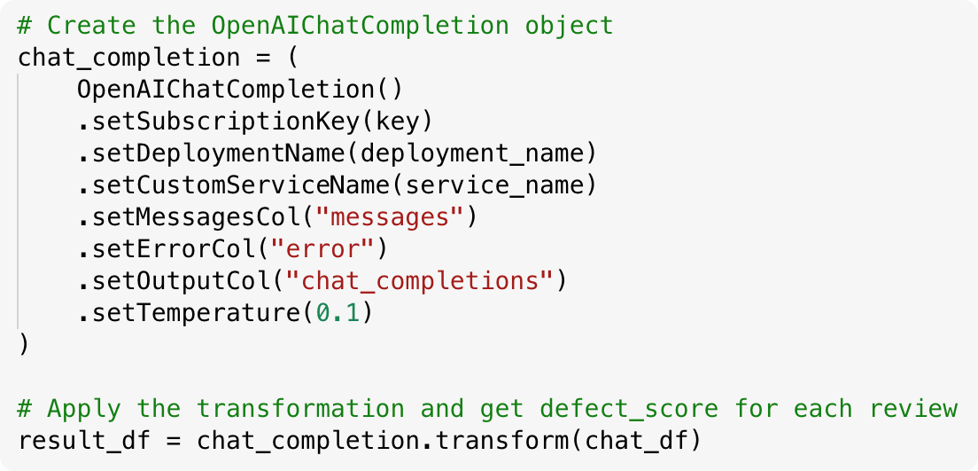 # Create the OpenAIChatCompletion object
chat_completion = (
    OpenAIChatCompletion()
    .setSubscriptionKey(key)
    .setDeploymentName(deployment_name)
    .setCustomServiceName(service_name)
    .setMessagesCol("messages")
    .setErrorCol("error")
    .setOutputCol("chat_completions")
    .setTemperature(0.1)
)

# Apply the transformation and get defect_score for each review
result_df = chat_completion.transform(chat_df)